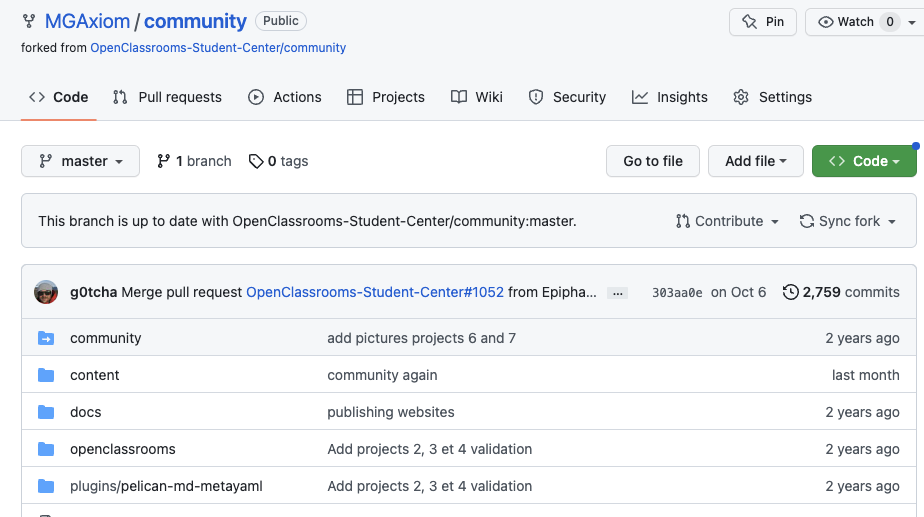 MGAxiom / community Public Pin Watch 0
forked from OpenClassrooms-Student-Center/community
Code Pull requests Actions Projects Wiki Security Insights Settings
master 1 branch 0 tags Go to file Add file Code
This branch is up to date with OpenClassrooms-Student-Center/community:master. Contribute Sync fork
g0tcha Merge pull request OpenClassrooms-Student-Center#1052 from Epipha... ... 303aa0e on Oct 6 2,759 commits
community add pictures projects 6 and 7 2 years ago
content community again last month
docs publishing websites 2 years ago
openclassrooms Add projects 2, 3 et 4 validation 2 years ago
plugins/pelican-md-metayaml Add projects 2, 3 et 4 validation 2 years ago